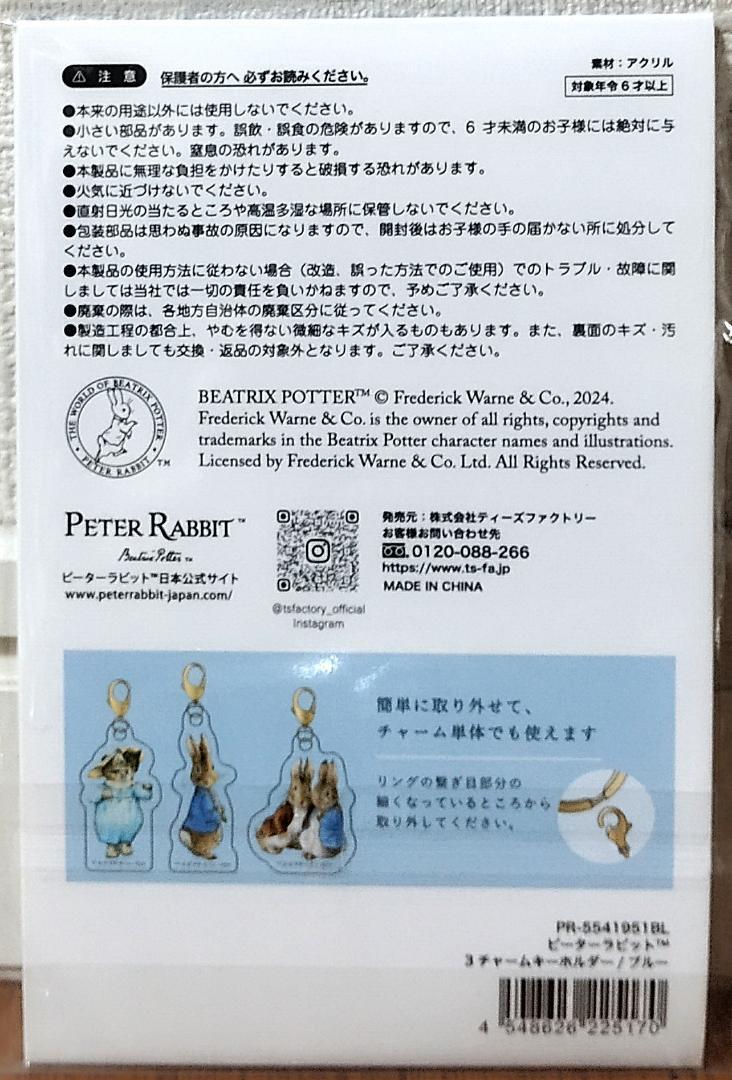 ⚠ 注意 保護者の方へ 必ずお読みください。
素材：アクリル
対象年令6才以上
●本来の用途以外には使用しないでください。
●小さい部品があります。誤飲・誤食の危険がありますので、6 才未満のお子様には絶対に与
えないでください。窒息の恐れがあります。
●本製品に無理な負担をかけたりすると破損する恐れがあります。
●火気に近づけないでください。
●直射日光の当たるところや高温多湿な場所に保管しないでください。
●包装部品は思わぬ事故の原因になりますので、開封後はお子様の手の届かない所に処分して
ください。
●本製品の使用方法に従わない場合（改造、誤った方法でのご使用）でのトラブル・故障に関
しましては当社では一切の責任を負いかねますので、予めご了承ください。
●廃棄の際は、各地方自治体の廃棄区分に従ってください。
●製造工程の都合上、やむを得ない微細なキズが入るものもあります。また、裏面のキズ・汚
れに関しましても交換・返品の対象外となります。ご了承ください。
THE WORLD OF BEATRIX POTTER
• PETER RABBIT • TM
BEATRIX POTTER™ © Frederick Warne & Co., 2024.
Frederick Warne & Co. is the owner of all rights, copyrights and
trademarks in the Beatrix Potter character names and illustrations.
Licensed by Frederick Warne & Co. Ltd. All Rights Reserved.
PETER RABBIT™
Beatrix Potter™
ピーターラビット™日本公式サイト
www.peterrabbit-japan.com/
@tsfactory_official
Instagram
発売元：株式会社ティーズファクトリー
お客様お問い合わせ先
0120-088-266
https://www.ts-fa.jp
MADE IN CHINA
簡単に取り外せて、
チャーム単体でも使えます
リングの繋ぎ目部分の
細くなっているところから
取り外してください。
PR-5541951BL
ピーターラビット™
3チャームキーホルダー / ブルー
4 548626 225170